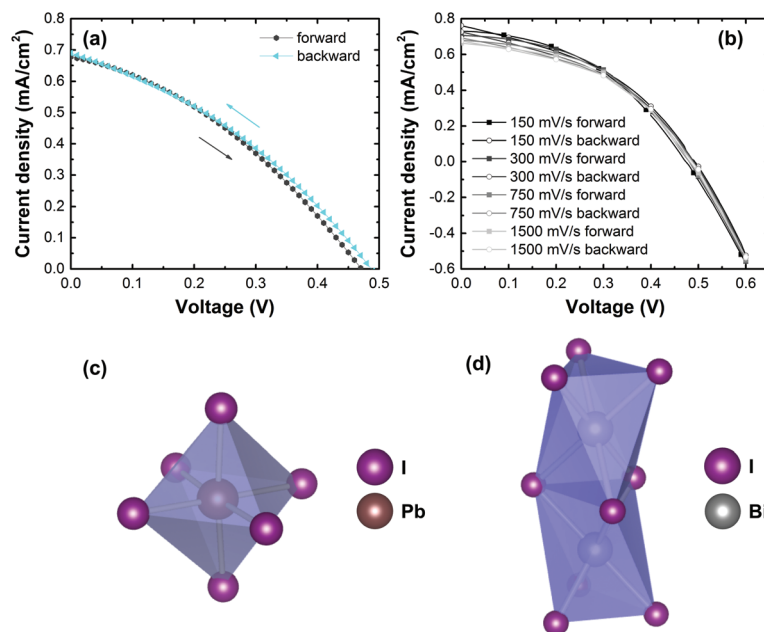 (a)
forward
backward
Current density (mA/cm²)
0.8
0.7
0.6
0.5
0.4
0.3
0.2
0.1
0.0
0.0 0.1 0.2 0.3 0.4 0.5
Voltage (V)
(b)
Current density (mA/cm²)
0.8
0.6
0.4
0.2
0.0
-0.2
-0.4
-0.6
150 mV/s forward
150 mV/s backward
300 mV/s forward
300 mV/s backward
750 mV/s forward
750 mV/s backward
1500 mV/s forward
1500 mV/s backward
0.0 0.1 0.2 0.3 0.4 0.5 0.6
Voltage (V)
(c)
I
Pb
(d)
I
Bi